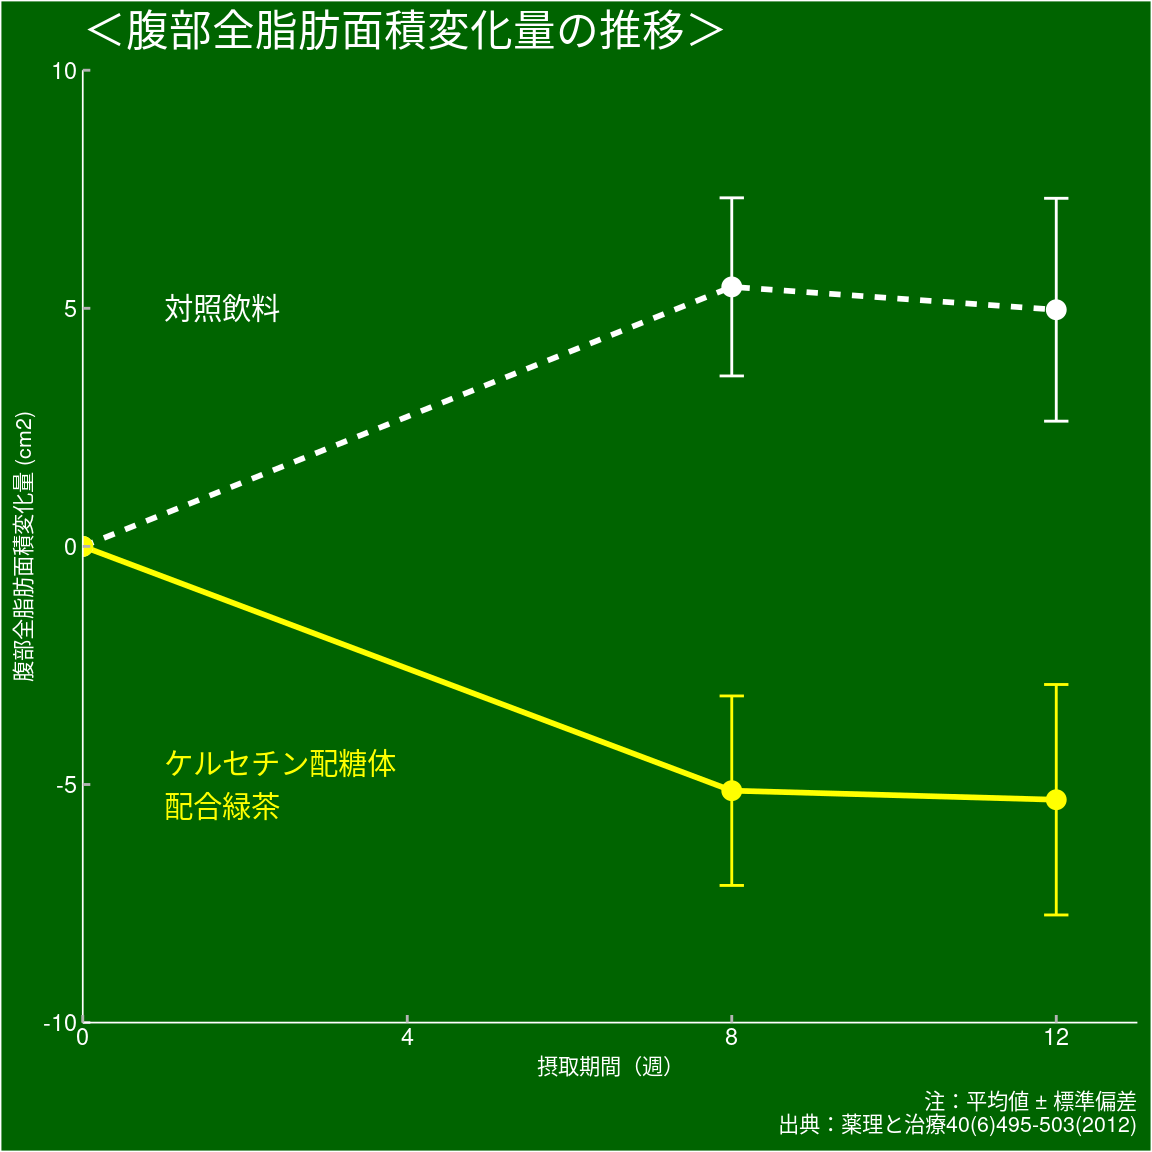 ＜腹部全脂肪面積変化量の推移＞
10
5
0
-5
-10
腹部全脂肪面積変化量 (cm2)
対照飲料
ケルセチン配糖体
配合緑茶
0
4
8
12
摂取期間（週）
注：平均値 ± 標準偏差
出典：薬理と治療40(6)495-503(2012)